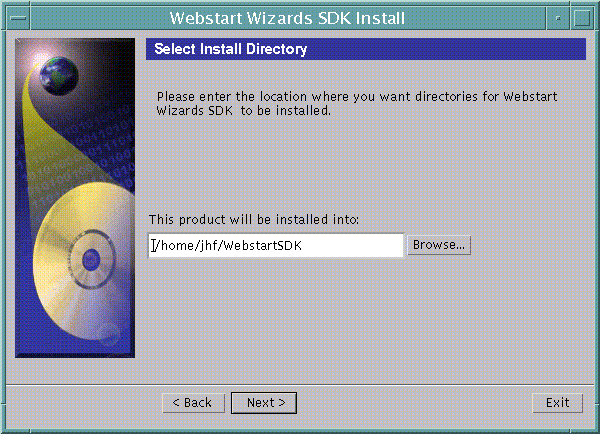 Webstart Wizards SDK Install
Select Install Directory
Please enter the location where you want directories for Webstart
Wizards SDK to be installed.
This product will be installed into:
/home/jhf/WebstartSDK
Browse...
< Back
Next >
Exit